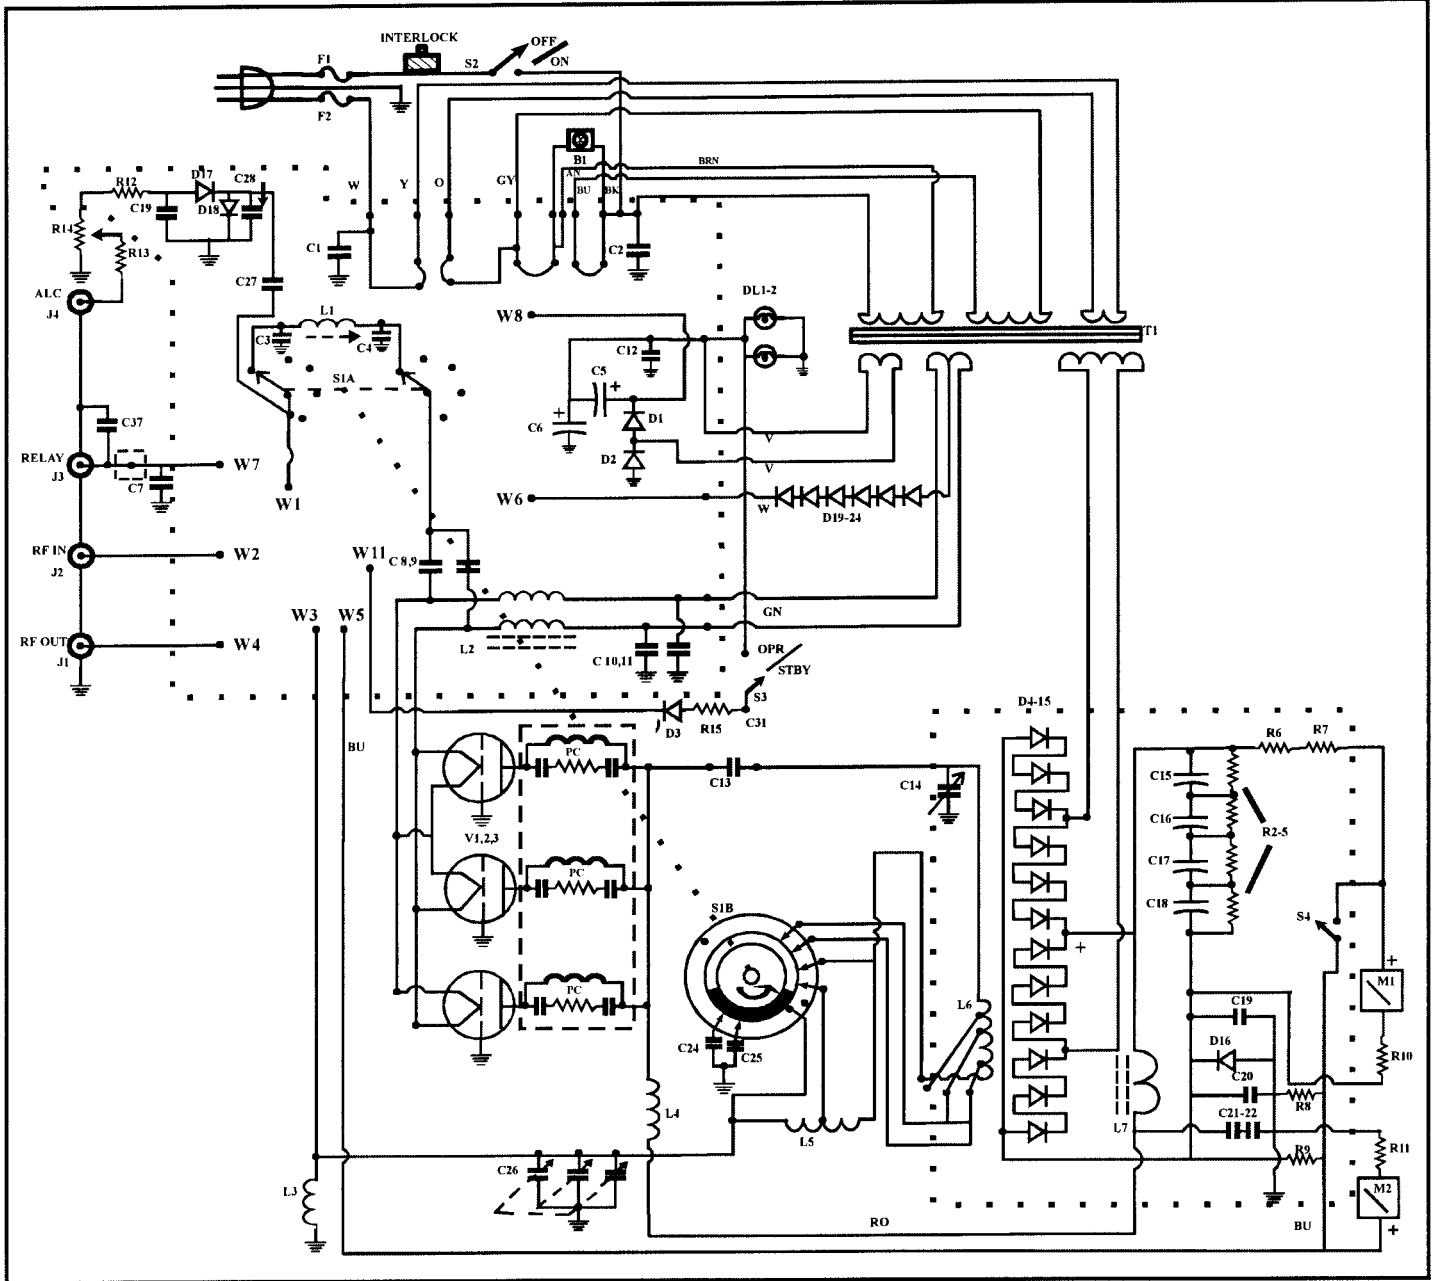 INTERLOCK
F1
S2
OFF
ON
F2
B1
BRN
W
Y
O
GY
AN
BU
BK
R12
D17
C28
C19
D18
R14
R13
C1
C2
C27
ALC
J4
L1
C3
C4
S1A
W8
DL1-2
T1
C12
C5
+
C6
+
D1
D2
V
V
C37
RELAY
J3
C7
W7
W1
W6
W
D19-24
RF IN
J2
W2
W11
C 8,9
GN
W3
W5
RF OUT
J1
W4
L2
C 10,11
OPR
STBY
S3
D3
R15
C31
BU
D4-15
R6
R7
PC
C13
C14
C15
C16
R2-5
V1,2,3
PC
C17
C18
S1B
S4
+
+
M1
PC
L6
C19
C24
C25
D16
R10
C20
R8
L4
L5
L7
C21-22
R9
R11
C26
L3
M2
RO
BU
+